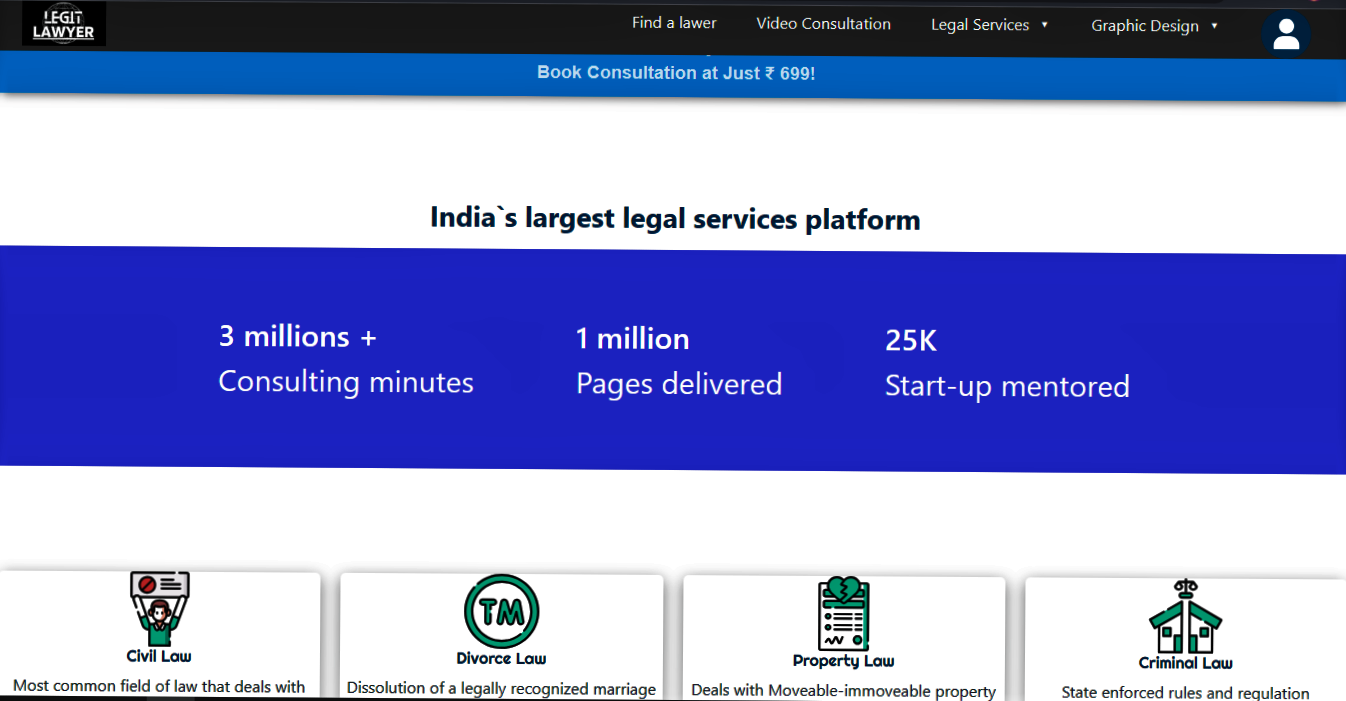 LEGIT
LAWYER
Find a lawer
Video Consultation
Legal Services ▾
Graphic Design ▾
Book Consultation at Just ₹ 699!
India`s largest legal services platform
3 millions +
Consulting minutes
1 million
Pages delivered
25K
Start-up mentored
Civil Law
Most common field of law that deals with
TM
Divorce Law
Dissolution of a legally recognized marriage
Property Law
Deals with Moveable-immoveable property
Criminal Law
State enforced rules and regulation